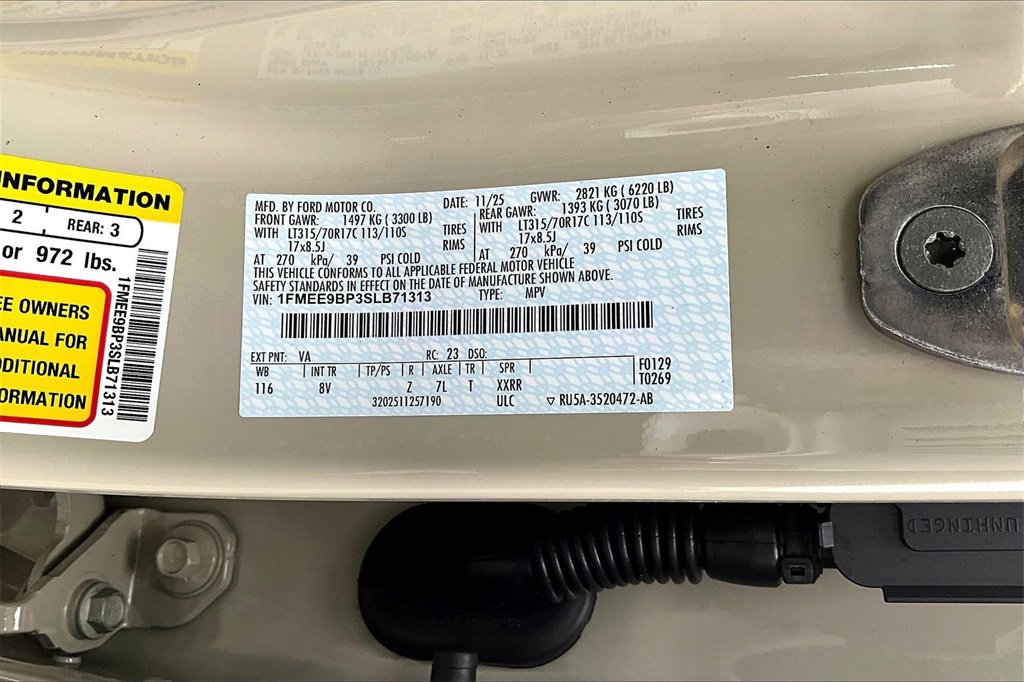 INFORMATION
2
REAR: 3
or 972 lbs.
OWNERS
MANUAL FOR
ADDITIONAL
INFORMATION
1FMEE9BP3SLB71313
MFD. BY FORD MOTOR CO. DATE: 11/25 GVWR: 2821 KG ( 6220 LB)
FRONT GAWR: 1497 KG ( 3300 LB) REAR GAWR: 1393 KG ( 3070 LB)
WITH LT315/70R17C 113/110S TIRES WITH LT315/70R17C 113/110S TIRES
17x8.5J RIMS 17x8.5J RIMS
AT 270 kPa/ 39 PSI COLD AT 270 kPa/ 39 PSI COLD
THIS VEHICLE CONFORMS TO ALL APPLICABLE FEDERAL MOTOR VEHICLE
SAFETY STANDARDS IN EFFECT ON THE DATE OF MANUFACTURE SHOWN ABOVE.
VIN: 1FMEE9BP3SLB71313 TYPE: MPV
EXT PNT: VA RC: 23 DSO: F0129
WB INT TR TP/PS R AXLE TR SPR T0269
116 8V Z 7L T XXRR
3202511257190 ULC ▽ RU5A-3520472-AB
UNHINGED